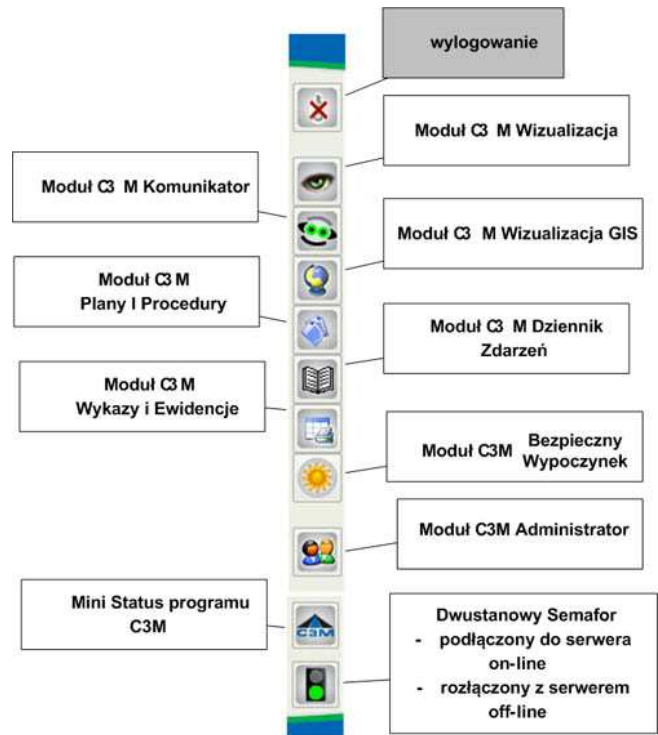 wylogowanie
Moduł C3 M Wizualizacja
Moduł C3 M Komunikator
Moduł C3 M Wizualizacja GIS
Moduł C3 M
Plany I Procedury
Moduł C3 M Dziennik
Zdarzeń
Moduł C3 M
Wykazy i Ewidencje
Moduł C3M Bezpieczny
Wypoczynek
Moduł C3M Administrator
Mini Status programu
C3M
C3M
Dwustanowy Semafor
- podłączony do serwera
on-line
- rozłączony z serwerem
off-line